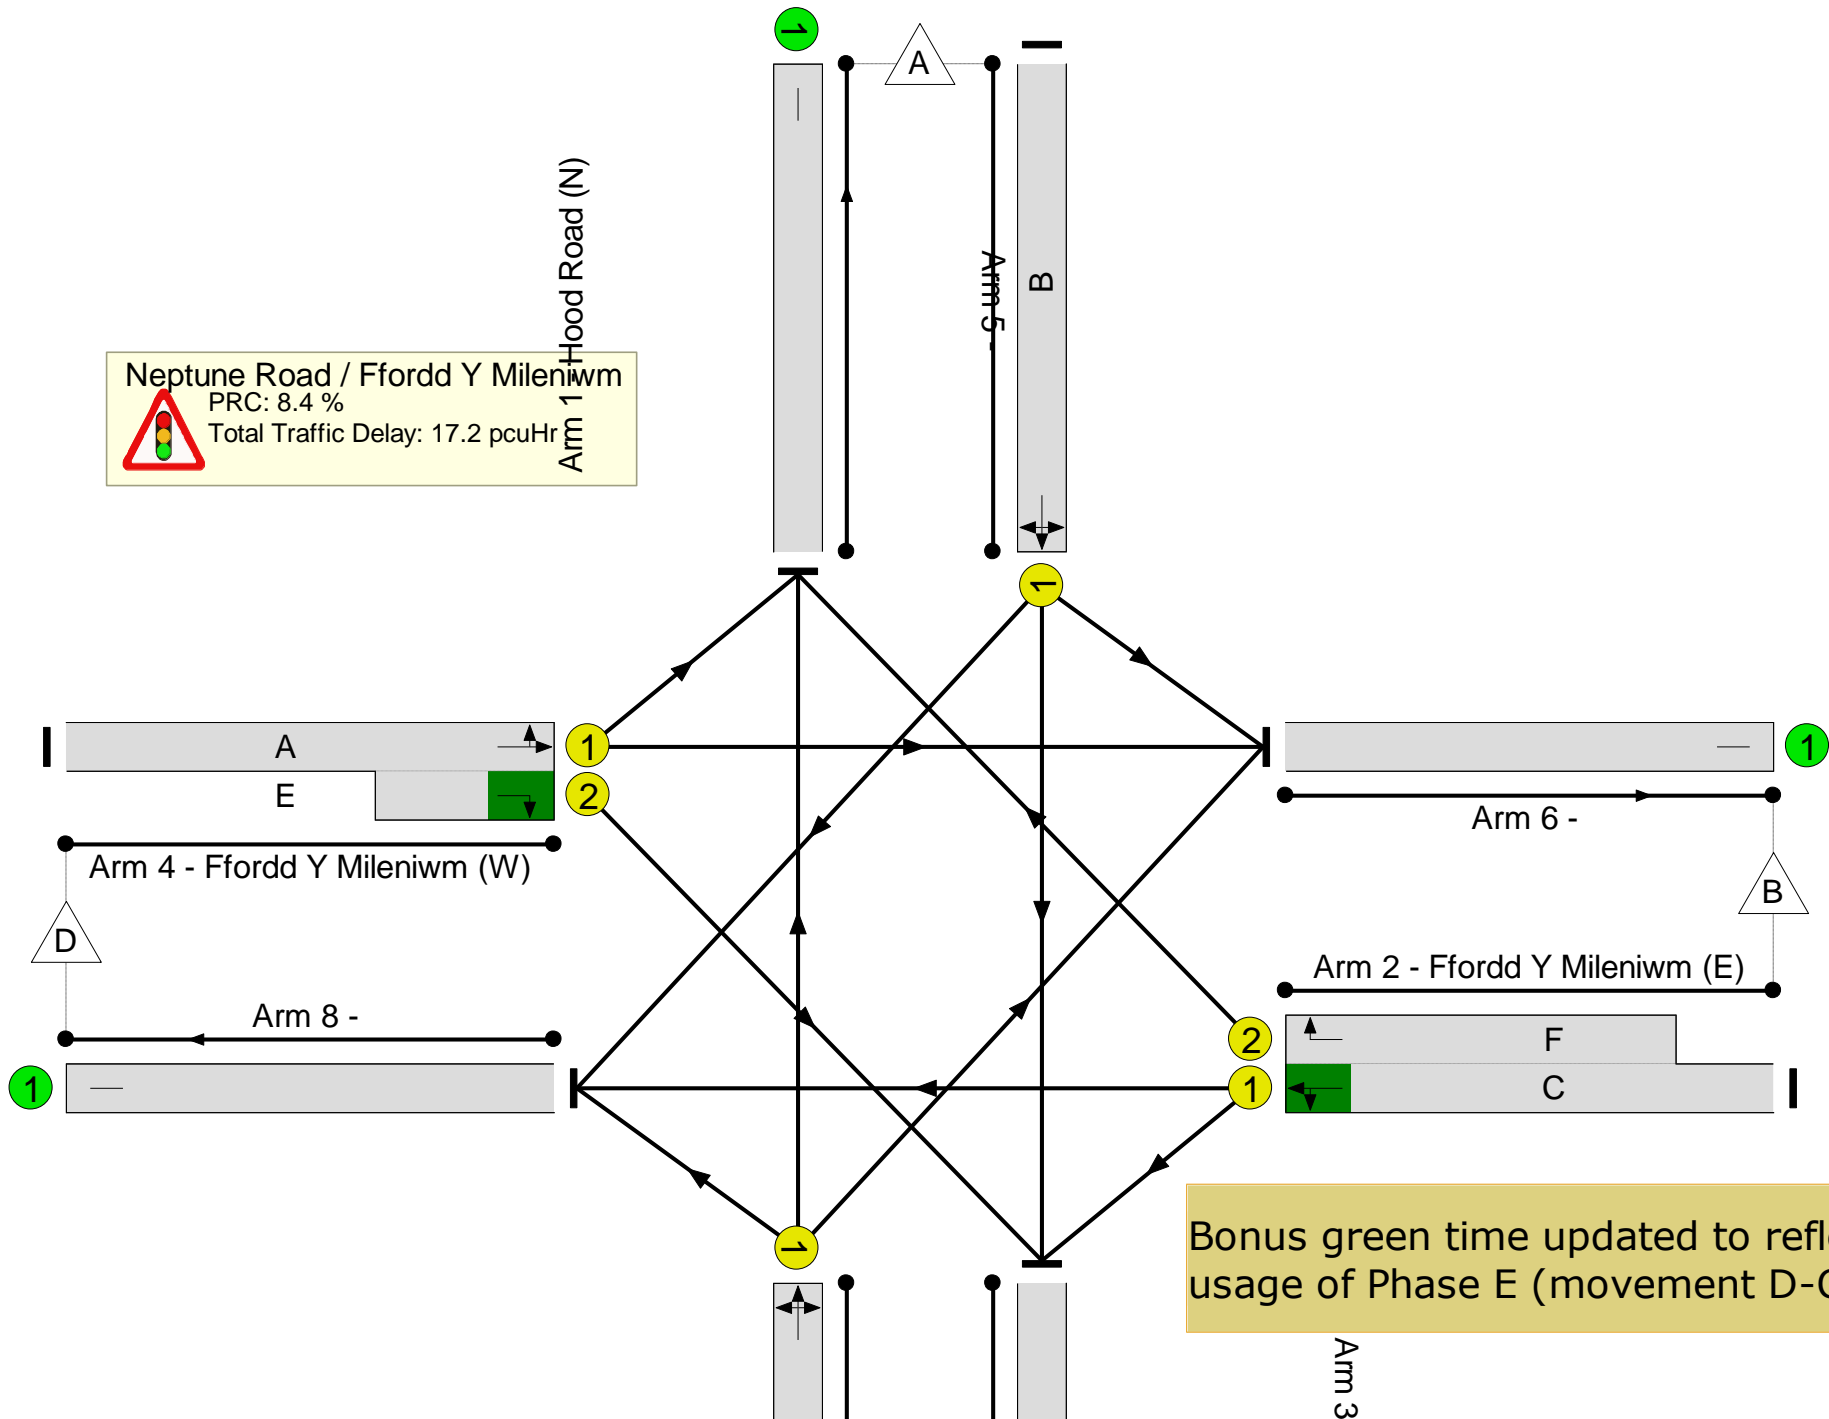 1
A
Arm 1 - Hood Road (N)
Arm 5 -
B
Neptune Road / Ffordd Y Mileniwm
PRC: 8.4 %
Total Traffic Delay: 17.2 pcuHr
1
A
1
E
2
Arm 4 - Ffordd Y Mileniwm (W)
D
Arm 8 -
1
1
Arm 6 -
B
Arm 2 - Ffordd Y Mileniwm (E)
2
F
1
C
1
Bonus green time updated to refl
usage of Phase E (movement D-
Arm 3